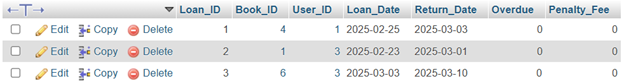 Loan_ID Book_ID User_ID Loan_Date Return_Date Overdue Penalty_Fee
Edit Copy Delete 1 4 1 2025-02-25 2025-03-03 0 0
Edit Copy Delete 2 1 3 2025-02-23 2025-03-01 0 0
Edit Copy Delete 3 6 3 2025-03-03 2025-03-10 0 0